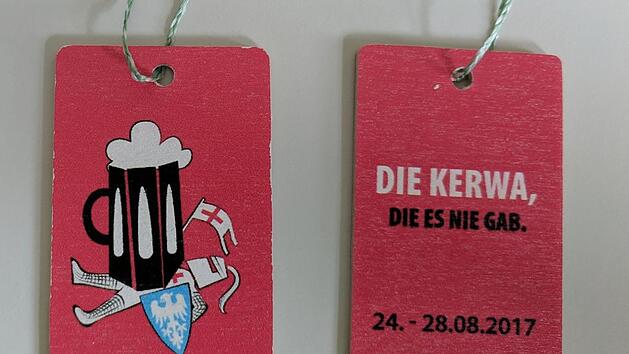 DIE KERWA,
DIE ES NIE GAB.
24. - 28.08.2017